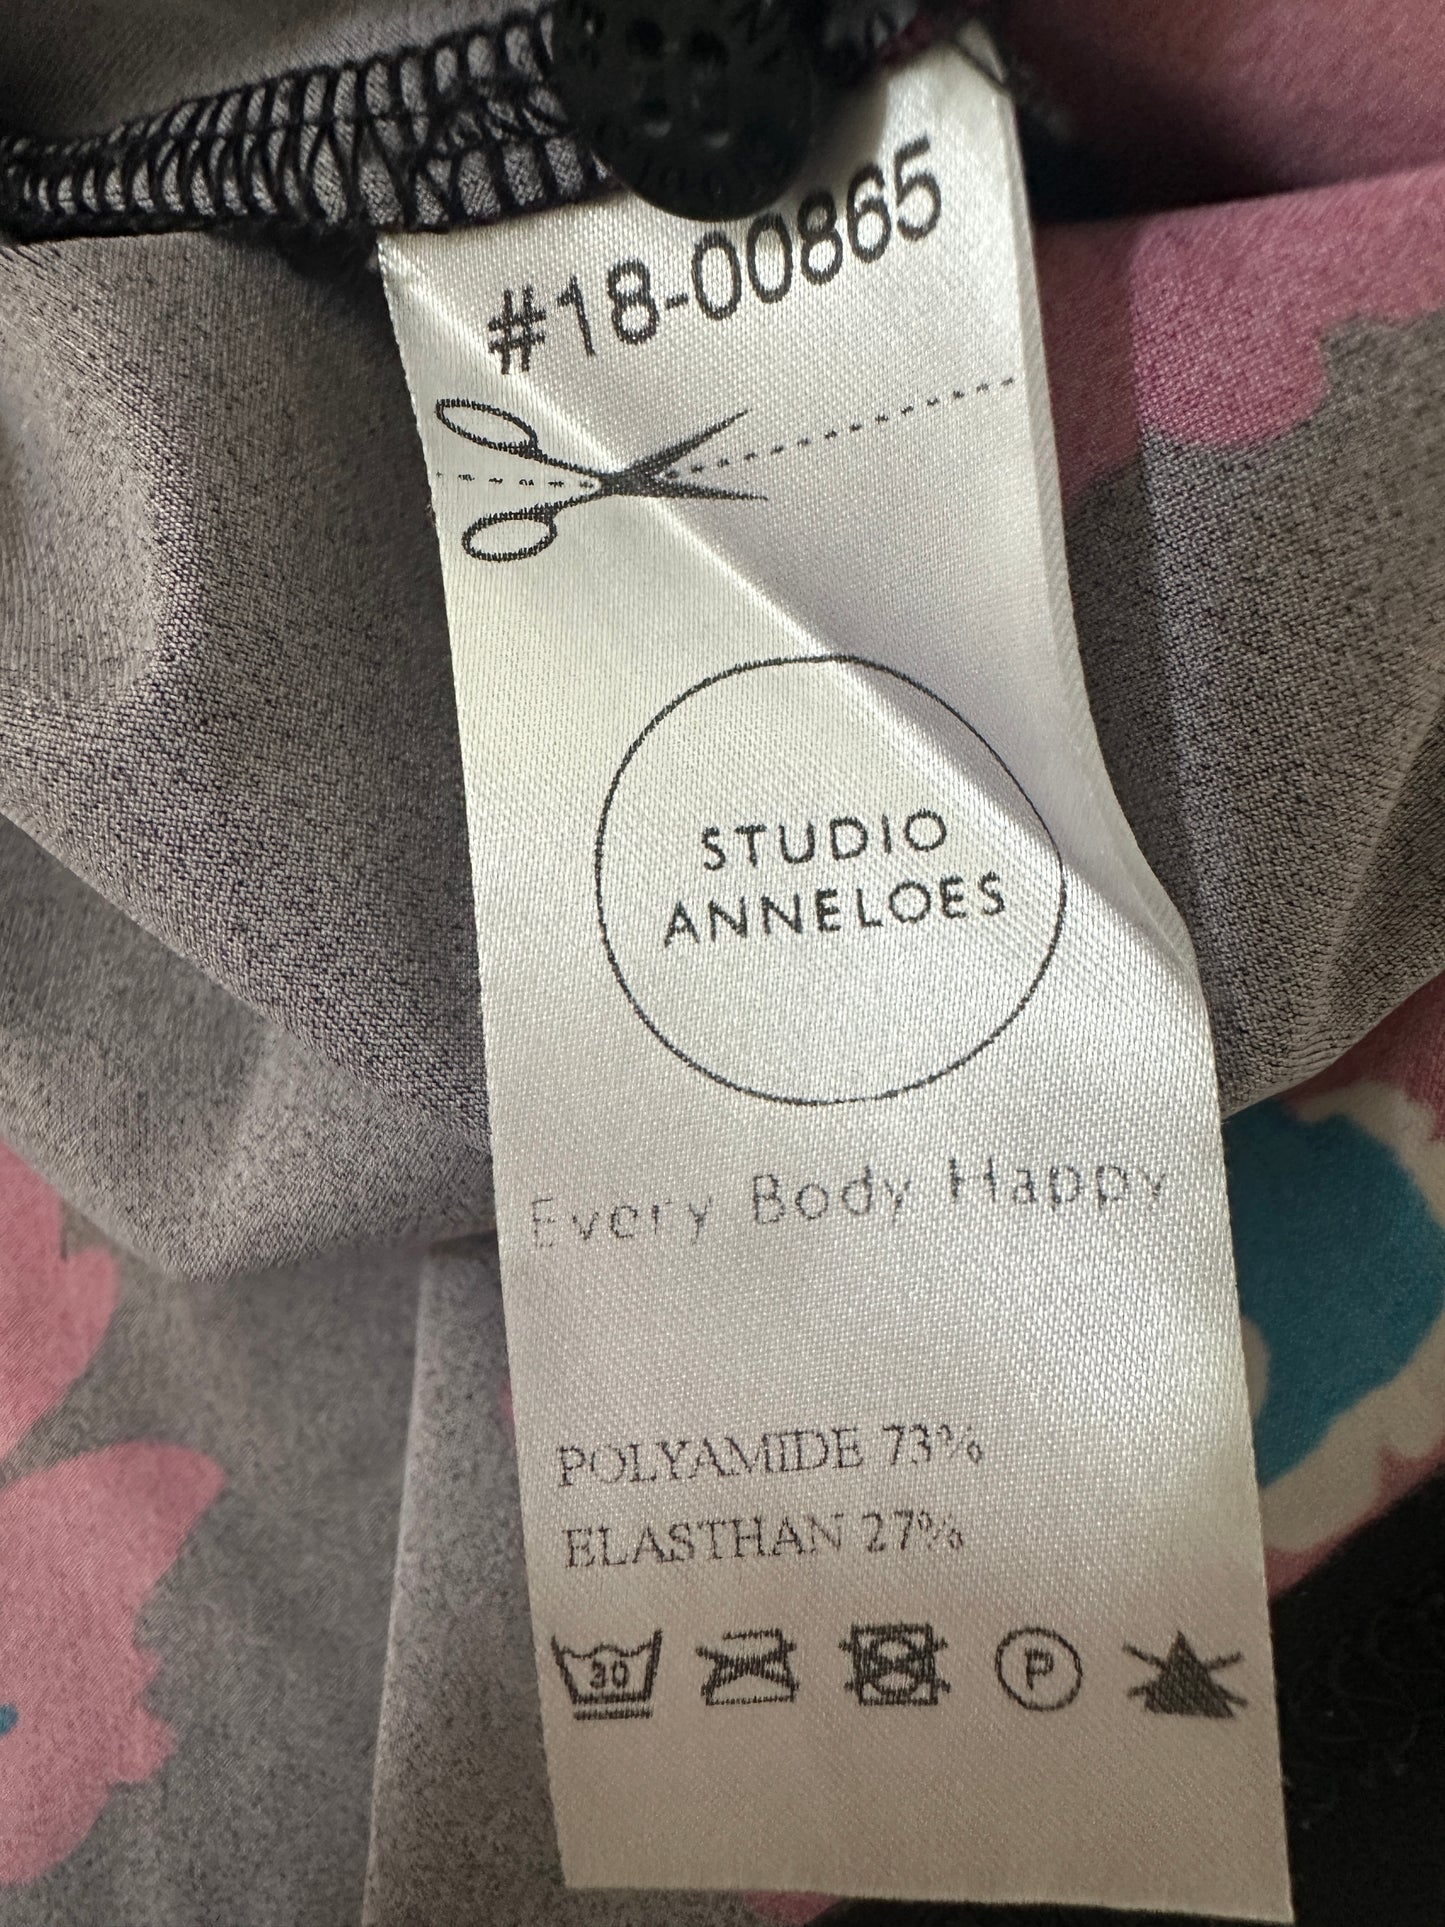 #18-00865
STUDIO
ANNELOES
Every Body Happy
POLYAMIDE 73%
ELASTHAN 27%
30
P